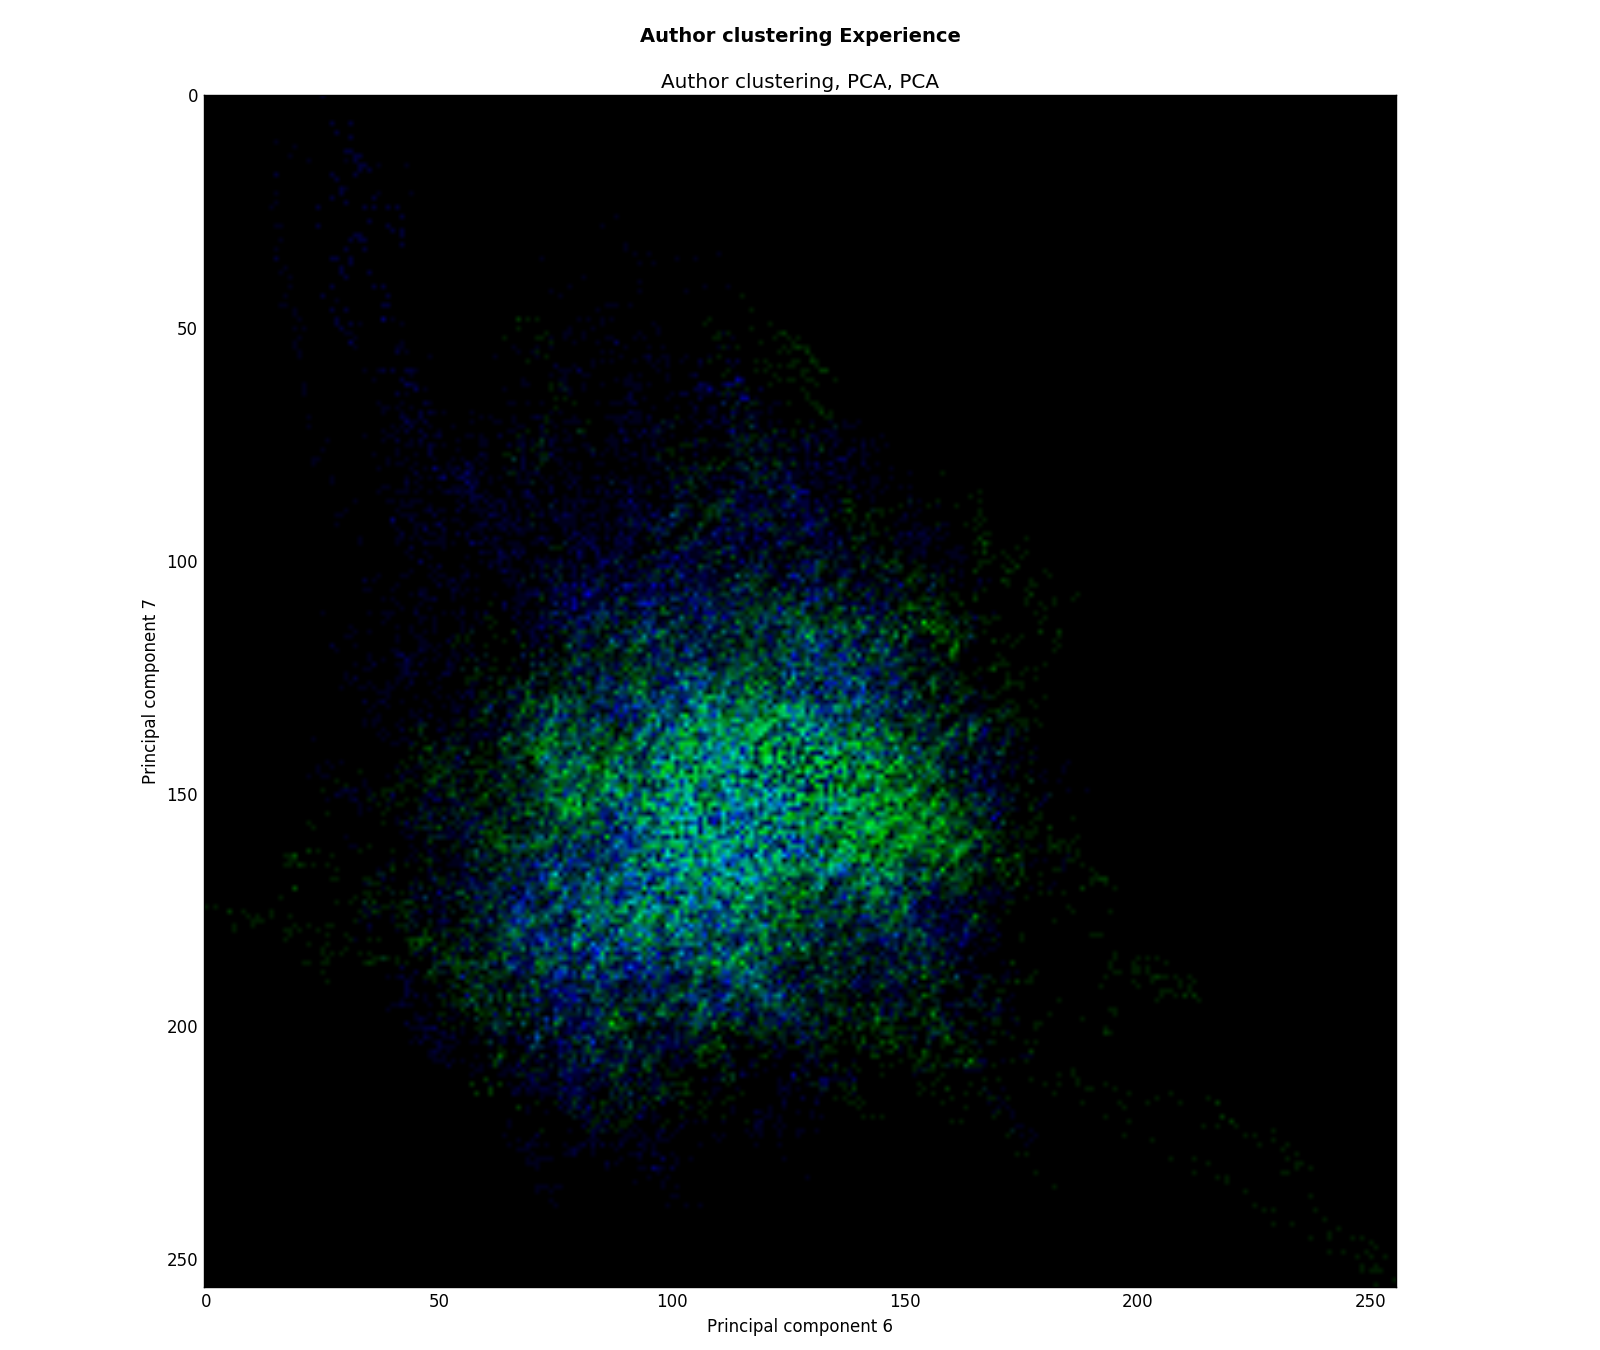 Author clustering Experience
Author clustering, PCA, PCA
0
50
100
150
200
250
Principal component 7
0 50 100 150 200 250
Principal component 6